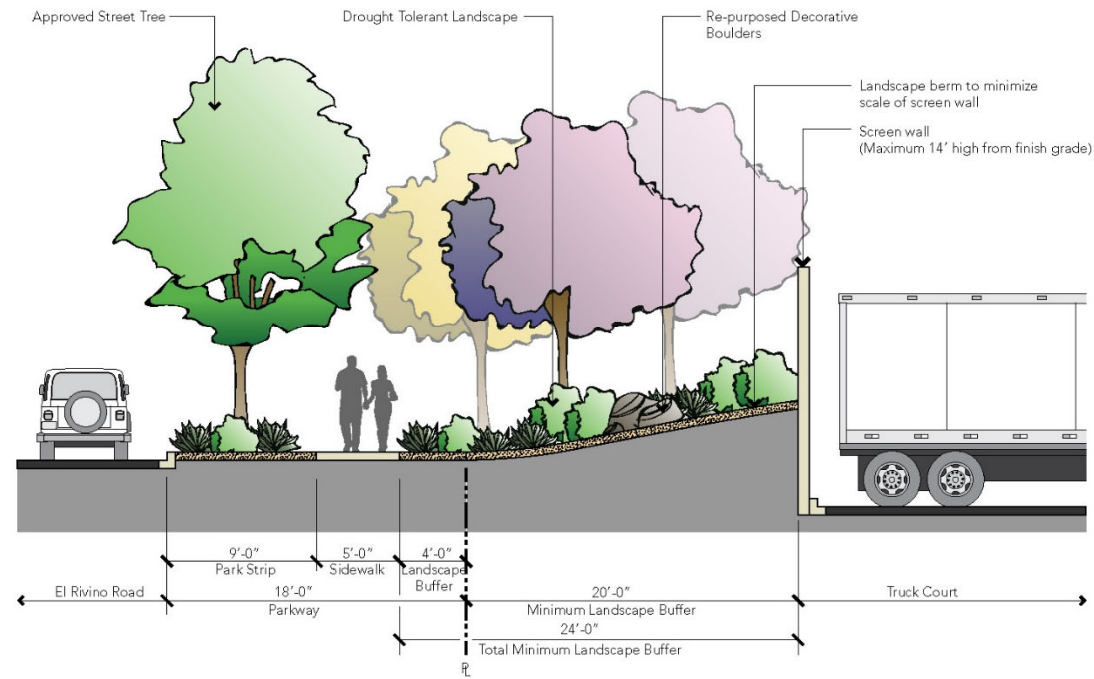 Approved Street Tree
Drought Tolerant Landscape
Re-purposed Decorative
Boulders
Landscape berm to minimize
scale of screen wall
Screen wall
(Maximum 14' high from finish grade)
9'-0"
Park Strip
5'-0"
Sidewalk
4'-0"
Landscape
Buffer
El Rivino Road
18'-0"
Parkway
20'-0"
Minimum Landscape Buffer
Truck Court
24'-0"
Total Minimum Landscape Buffer
PL